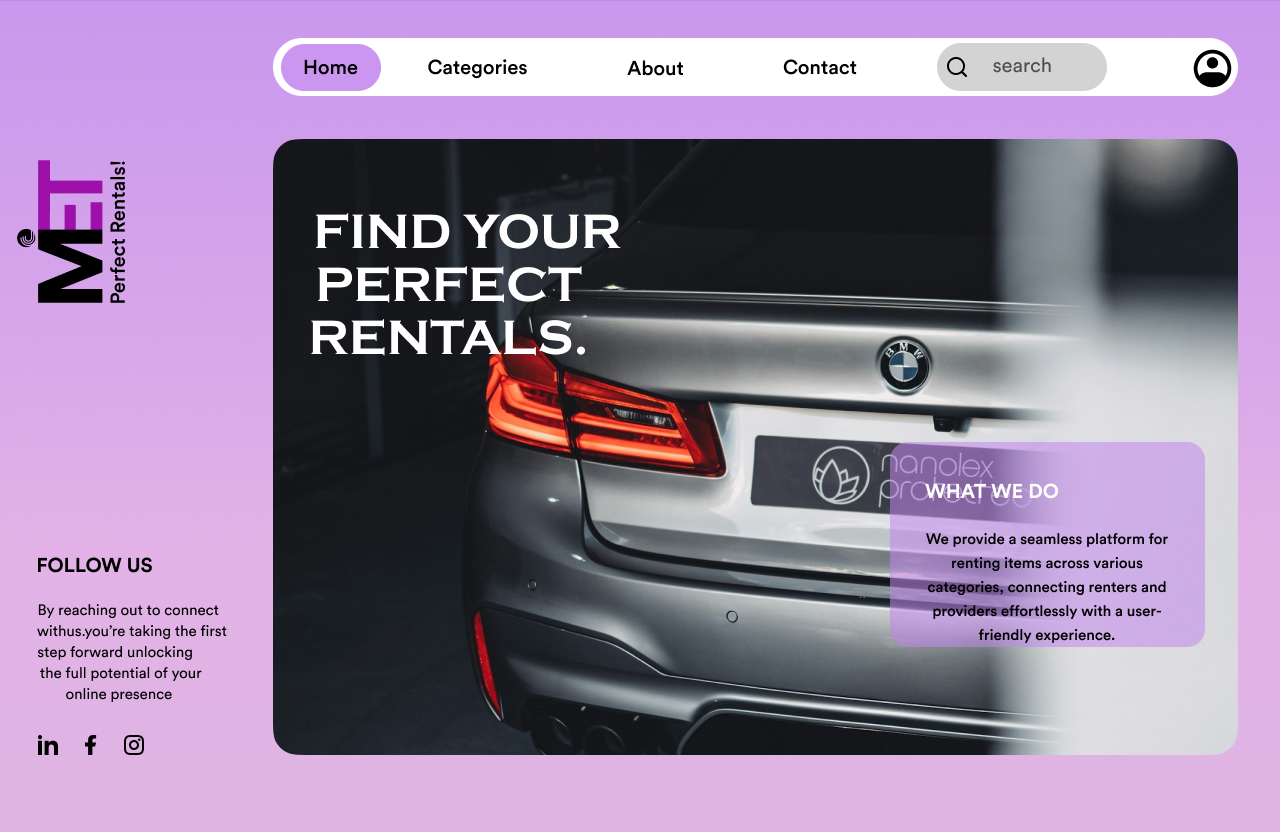 Home
Categories
About
Contact
search
MET
Perfect Rentals!
FIND YOUR
PERFECT
RENTALS.
BMW
nanolex
WHAT WE DO
We provide a seamless platform for
renting items across various
categories, connecting renters and
providers effortlessly with a user-
friendly experience.
FOLLOW US
By reaching out to connect
withus.you’re taking the first
step forward unlocking
the full potential of your
online presence
in
f